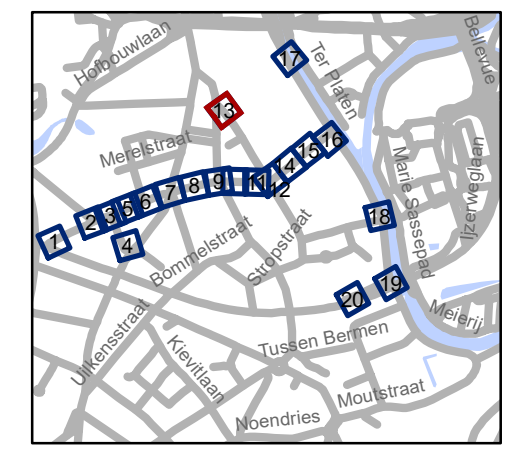 Hofbouwlaan
Bellevue
17
Ter Platen
13
Merelstraat
16
15
14
Marie Sassepad
Ijzerweglaan
12
11
9
8
7
6
5
3
2
1
4
18
Bommelstraat
Stropstraat
19
20
Meierij
Uilkensstraat
Kievitlaan
Tussen Bermen
Moutstraat
Noendries